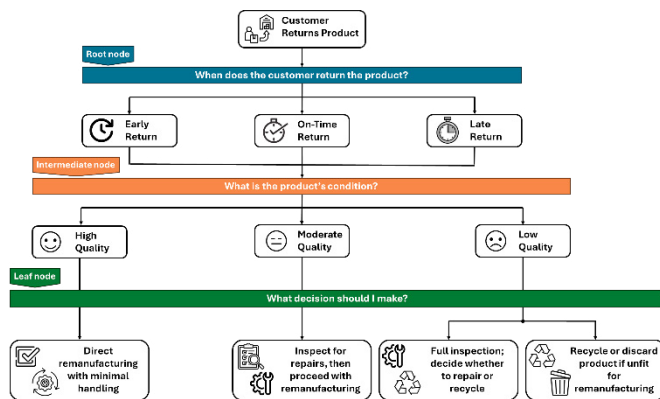 Customer
Returns Product
Root node
When does the customer return the product?
Early
Return
On-Time
Return
Late
Return
Intermediate node
What is the product's condition?
High
Quality
Moderate
Quality
Low
Quality
Leaf node
What decision should I make?
Direct
remanufacturing
with minimal
handling
Inspect for
repairs, then
proceed with
remanufacturing
Full inspection;
decide whether
to repair or
recycle
Recycle or discard
product if unfit
for
remanufacturing